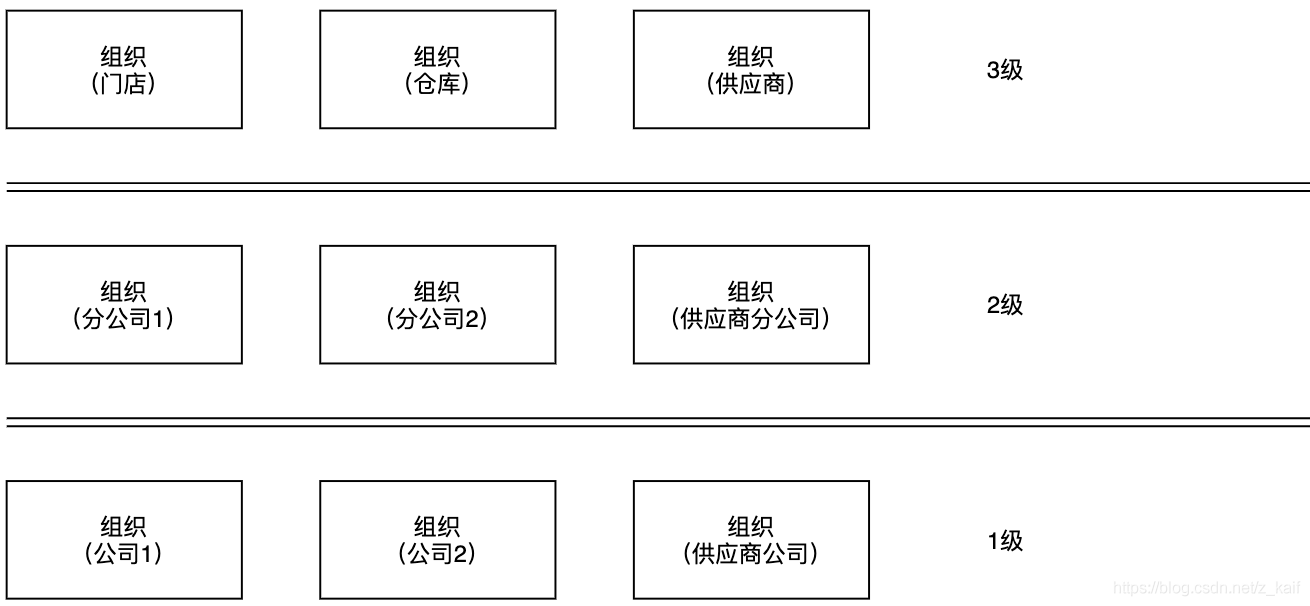 组织
（门店）
组织
（仓库）
组织
（供应商）
3级
组织
（分公司1）
组织
（分公司2）
组织
（供应商分公司）
2级
组织
（公司1）
组织
（公司2）
组织
（供应商公司）
1级
https://blog.csdn.net/z_kaif